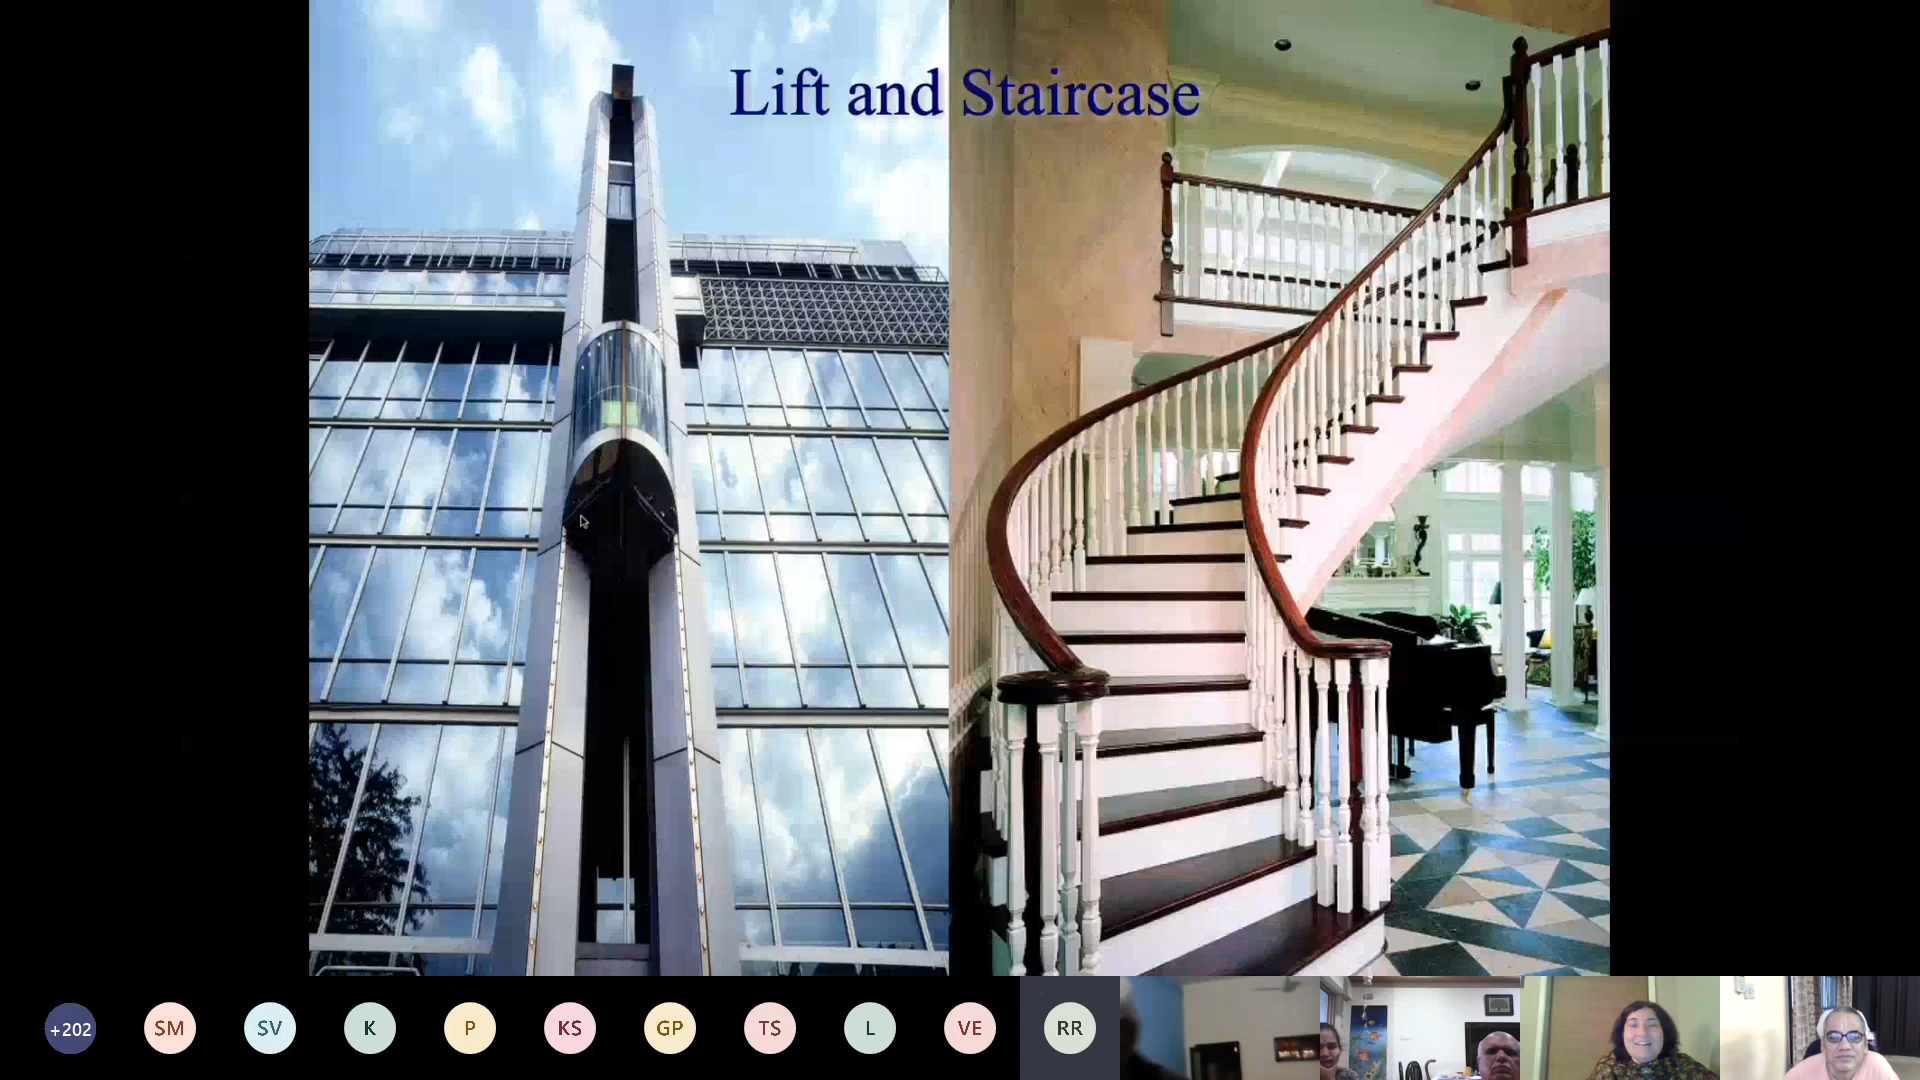 Lift and Staircase
+202
SM
SV
K
P
KS
GP
TS
L
VE
RR